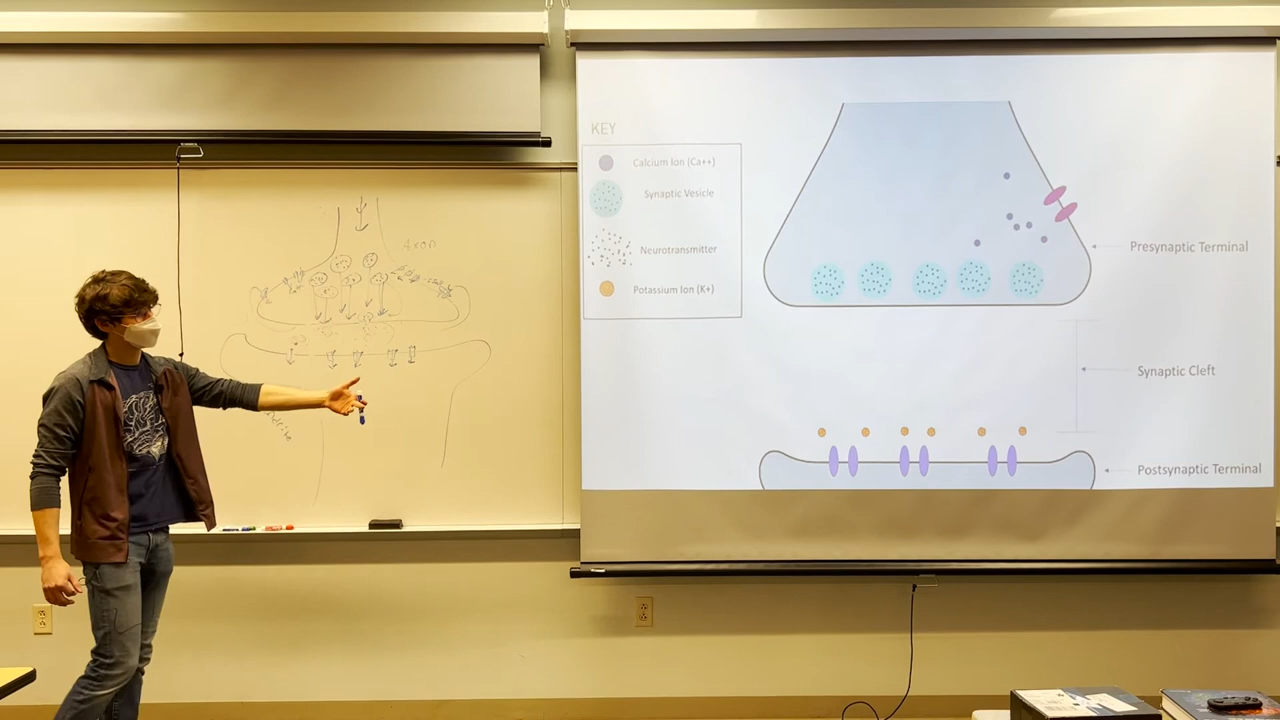 Axon
KEY
Calcium Ion (Ca++)
Synaptic Vesicle
Neurotransmitter
Potassium Ion (K+)
Presynaptic Terminal
Synaptic Cleft
Postsynaptic Terminal